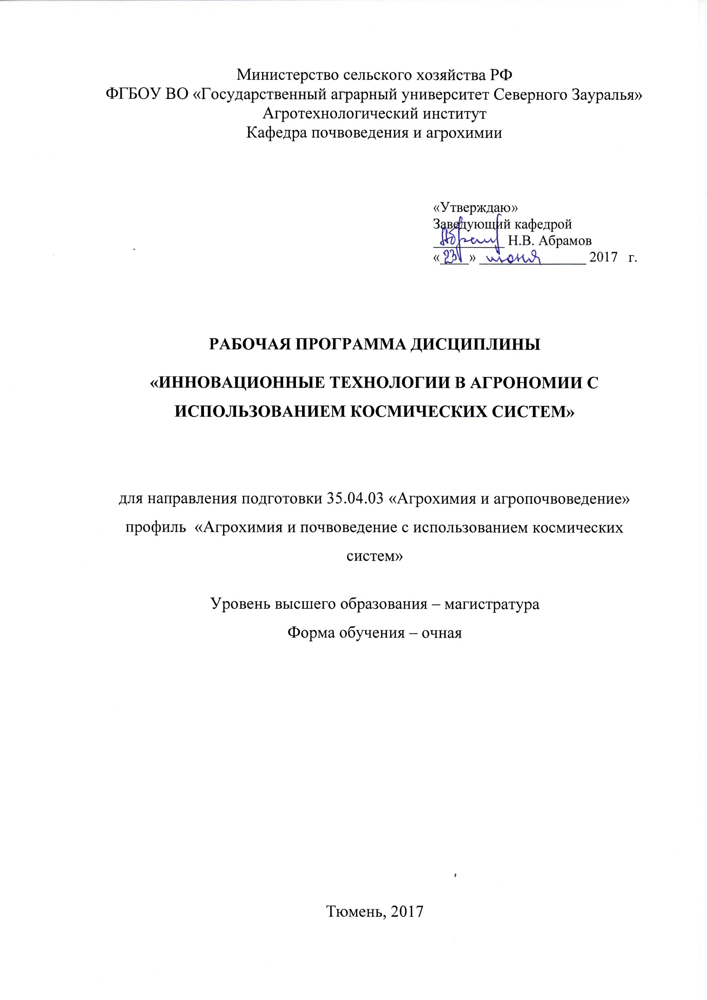 Министерство сельского хозяйства РФ
ФГБОУ ВО «Государственный аграрный университет Северного Зауралья»
Агротехнологический институт
Кафедра почвоведения и агрохимии
«Утверждаю»
Заведующий кафедрой
Абрам Н.В. Абрамов
«23» июня 2017 г.
РАБОЧАЯ ПРОГРАММА ДИСЦИПЛИНЫ
«ИННОВАЦИОННЫЕ ТЕХНОЛОГИИ В АГРОНОМИИ С
ИСПОЛЬЗОВАНИЕМ КОСМИЧЕСКИХ СИСТЕМ»
для направления подготовки 35.04.03 «Агрохимия и агропочвоведение»
профиль «Агрохимия и почвоведение с использованием космических
систем»
Уровень высшего образования – магистратура
Форма обучения – очная
Тюмень, 2017